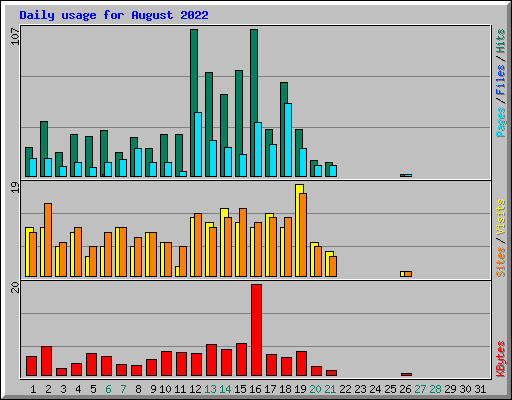 Daily usage for August 2022
107
Pages / Files / Hits
19
Sites / Visits
20
KBytes
1 2 3 4 5 6 7 8 9 10 11 12 13 14 15 16 17 18 19 20 21 22 23 24 25 26 27 28 29 30 31